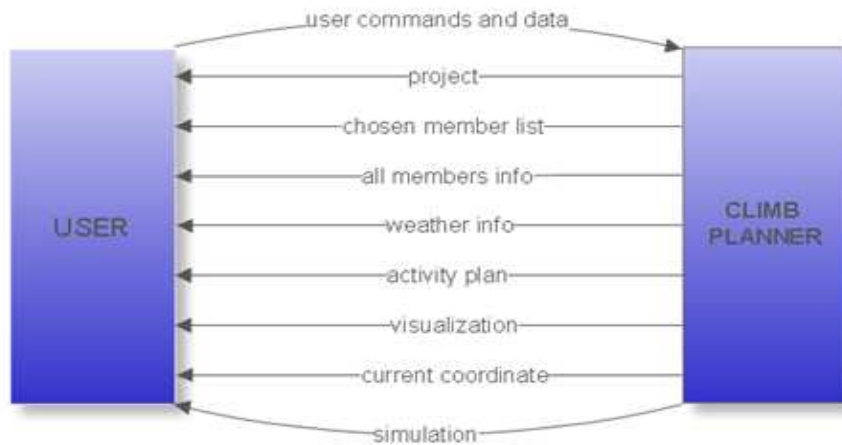 user commands and data
project
chosen member list
all members info
weather info
activity plan
visualization
current coordinate
simulation
USER
CLIMB
PLANNER